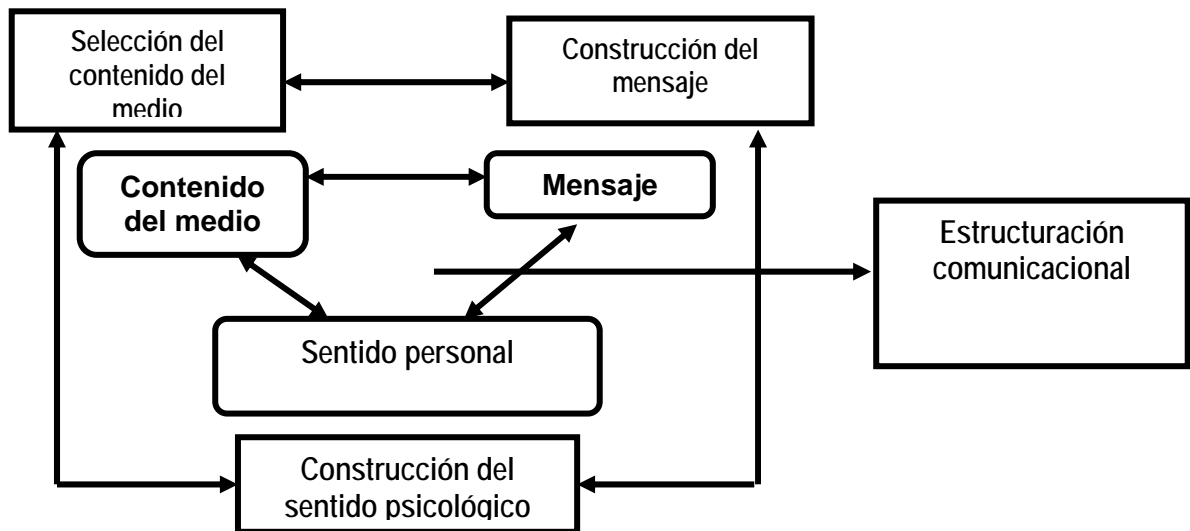 Selección del
contenido del
medio
Construcción del
mensaje
Contenido
del medio
Mensaje
Estructuración
comunicacional
Sentido personal
Construcción del
sentido psicológico